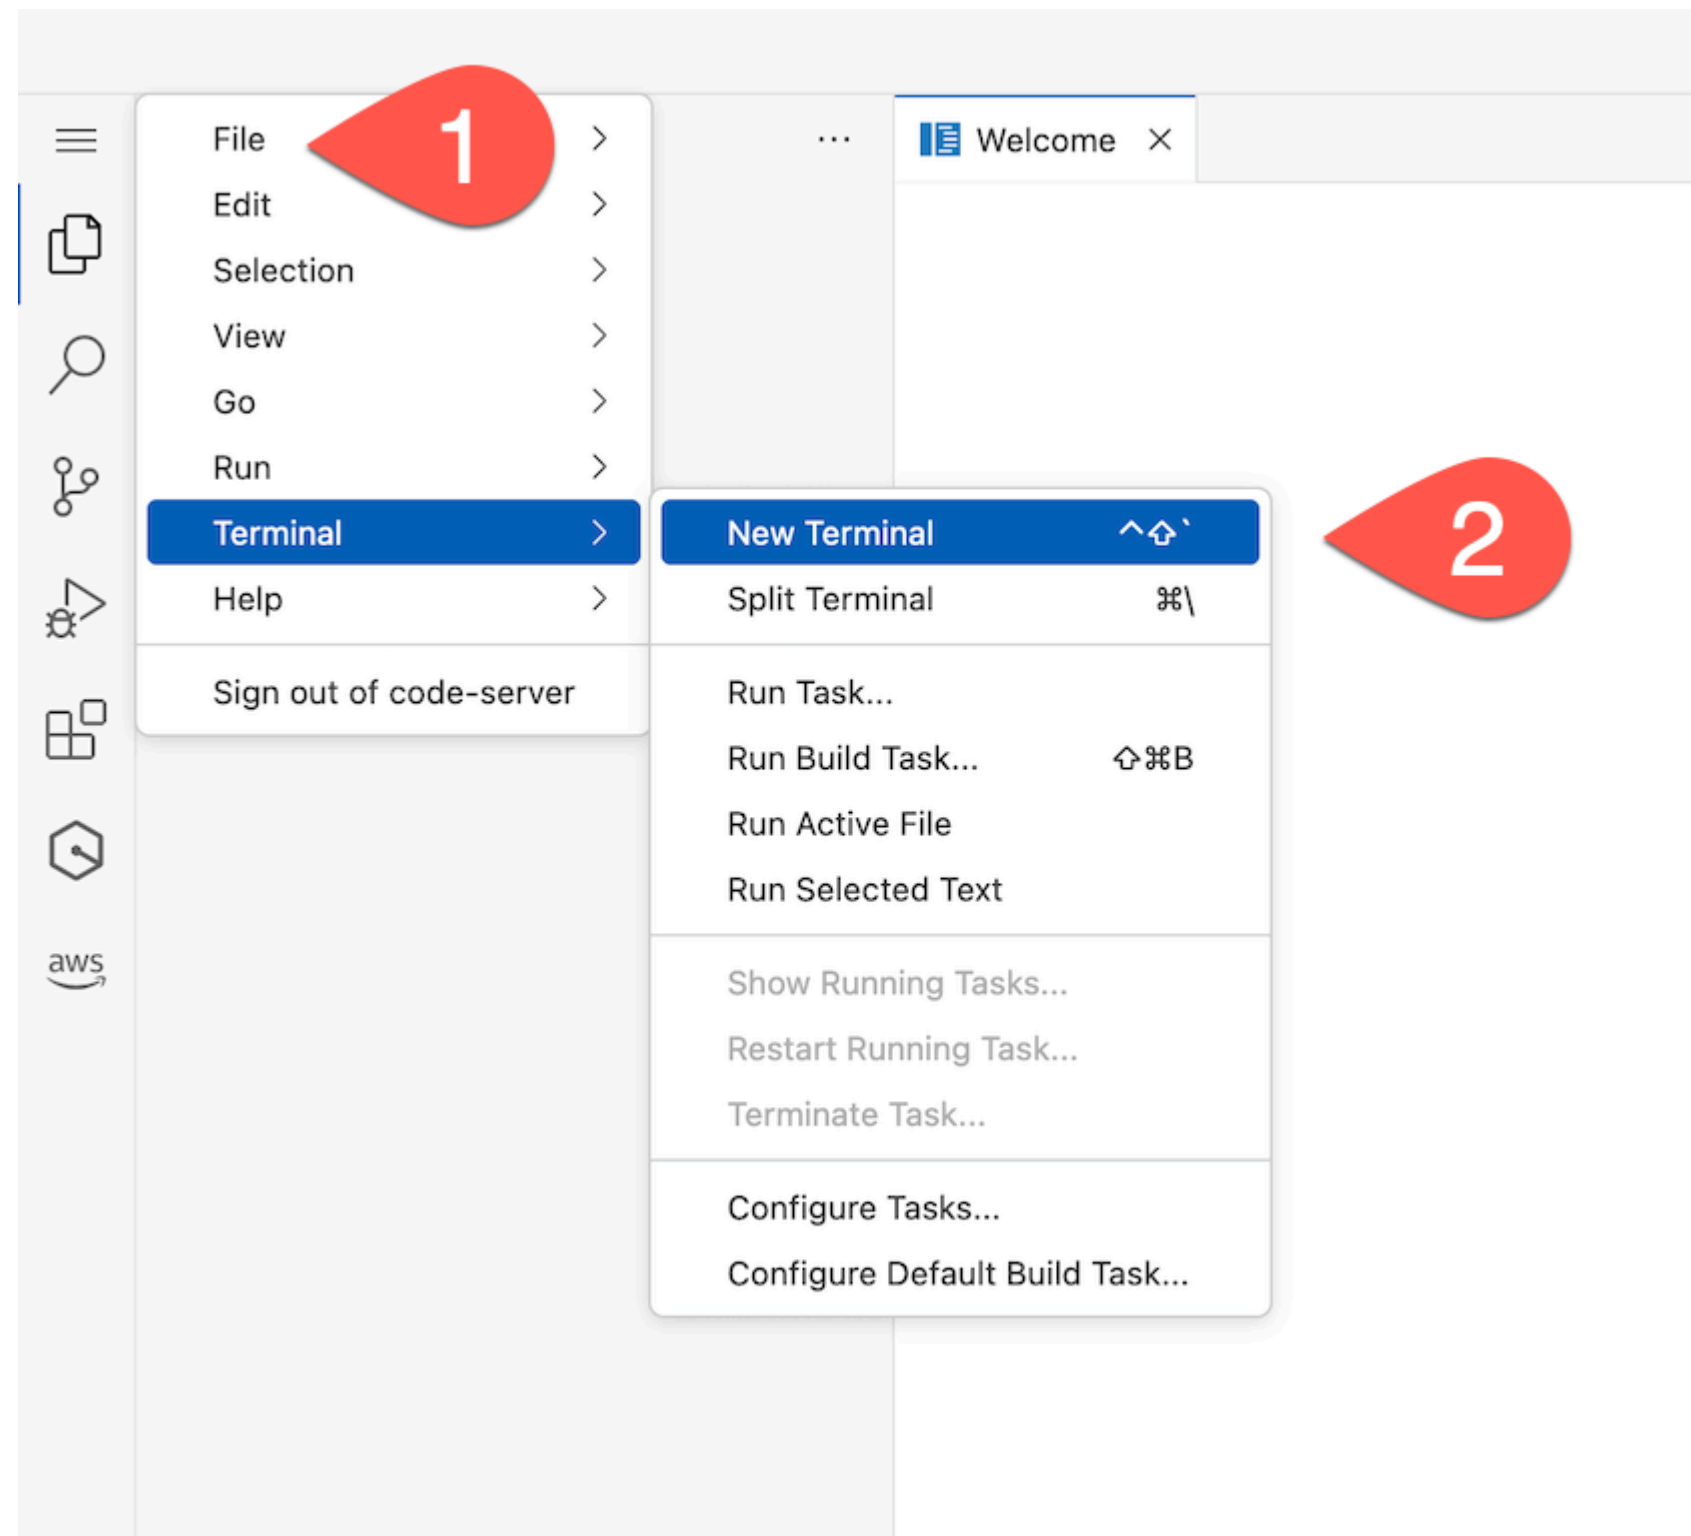 File
1
Edit
Selection
View
Go
Run
Terminal
Help
Sign out of code-server
...
Welcome
New Terminal ^⇧`
2
Split Terminal ⌘\
Run Task...
Run Build Task... ⇧⌘B
Run Active File
Run Selected Text
Show Running Tasks...
Restart Running Task...
Terminate Task...
Configure Tasks...
Configure Default Build Task...
aws